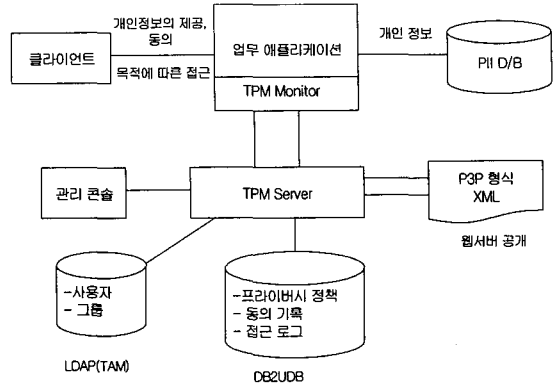 개인정보의 제공,
동의
클라이언트
목적에 따른 접근
업무 애플리케이션
TPM Monitor
개인 정보
PII D/B
관리 콘솔
TPM Server
P3P 형식
XML
웹서버 공개
-사용자
- 그룹
LDAP(TAM)
-프라이버시 정책
- 동의 기록
- 접근 로그
DB2UDB